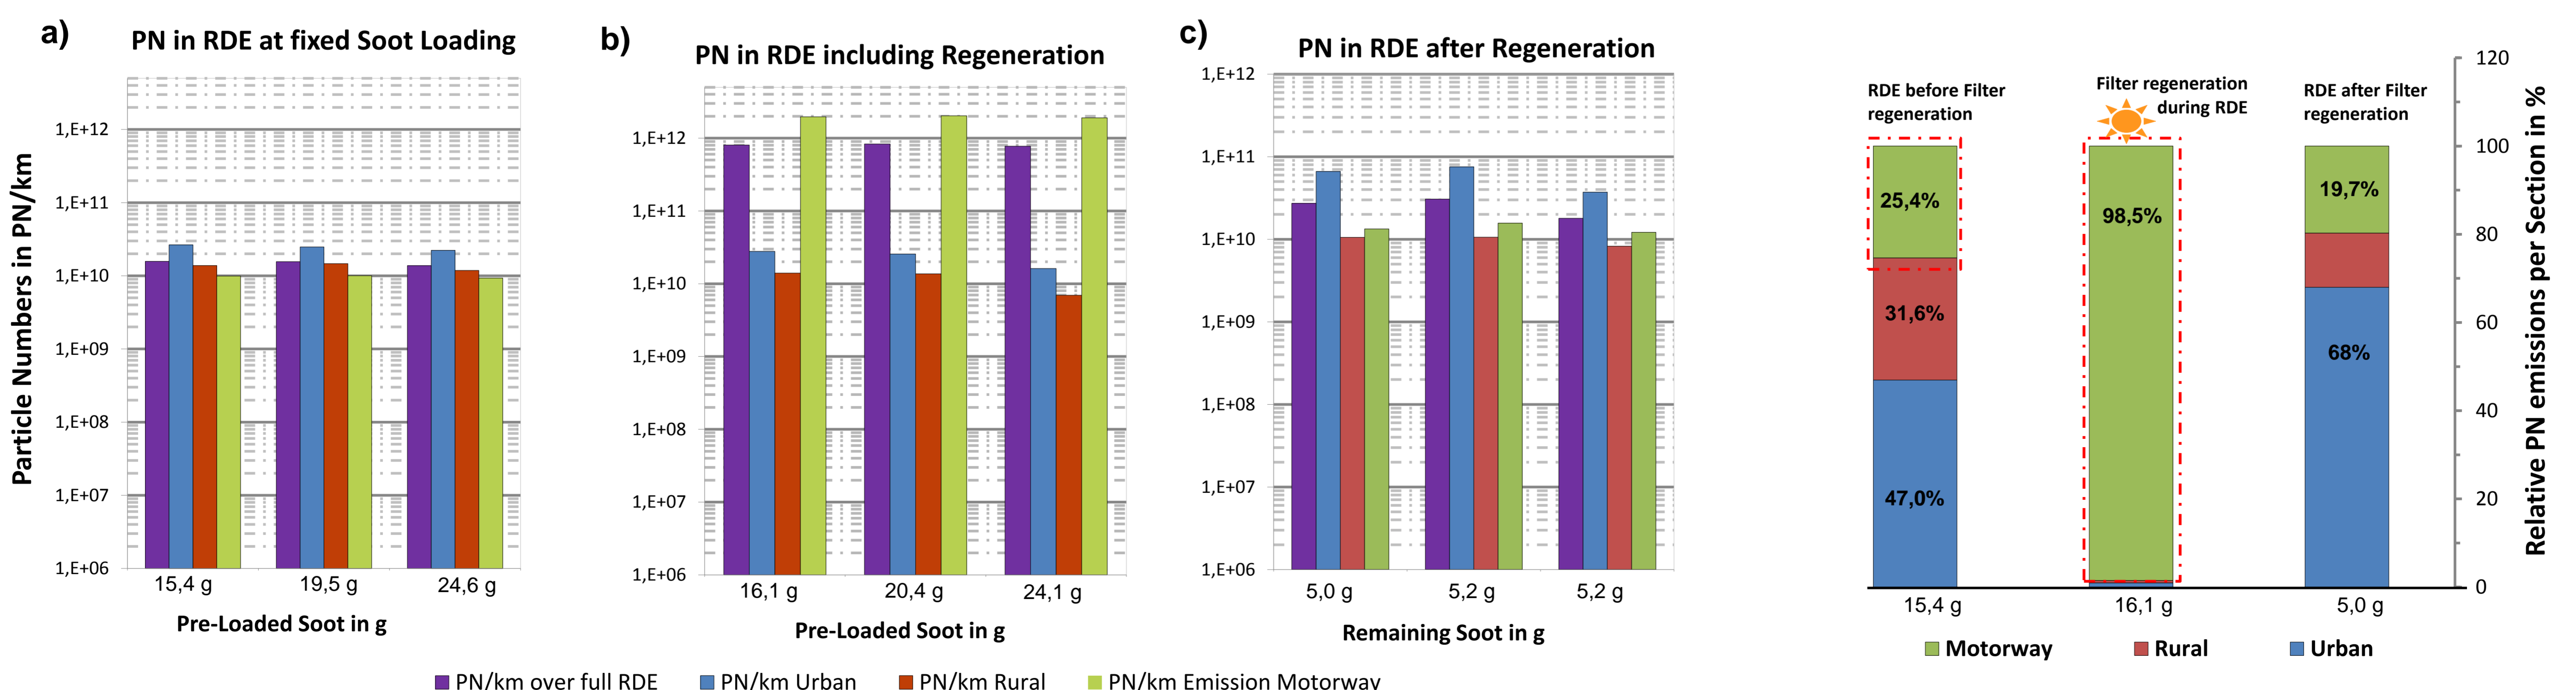 a)
PN in RDE at fixed Soot Loading
Particle Numbers in PN/km
1,E+12
1,E+11
1,E+10
1,E+09
1,E+08
1,E+07
1,E+06
15,4 g
19,5 g
24,6 g
Pre-Loaded Soot in g
b)
PN in RDE including Regeneration
1,E+12
1,E+11
1,E+10
1,E+09
1,E+08
1,E+07
1,E+06
16,1 g
20,4 g
24,1 g
Pre-Loaded Soot in g
c)
PN in RDE after Regeneration
1,E+12
1,E+11
1,E+10
1,E+09
1,E+08
1,E+07
1,E+06
5,0 g
5,2 g
5,2 g
Remaining Soot in g
PN/km over full RDE
PN/km Urban
PN/km Rural
PN/km Emission Motorway
RDE before Filter
regeneration
Filter regeneration
during RDE
RDE after Filter
regeneration
25,4%
31,6%
47,0%
98,5%
19,7%
68%
120
100
80
60
40
20
0
Relative PN emissions per Section in %
15,4 g
16,1 g
5,0 g
Motorway
Rural
Urban